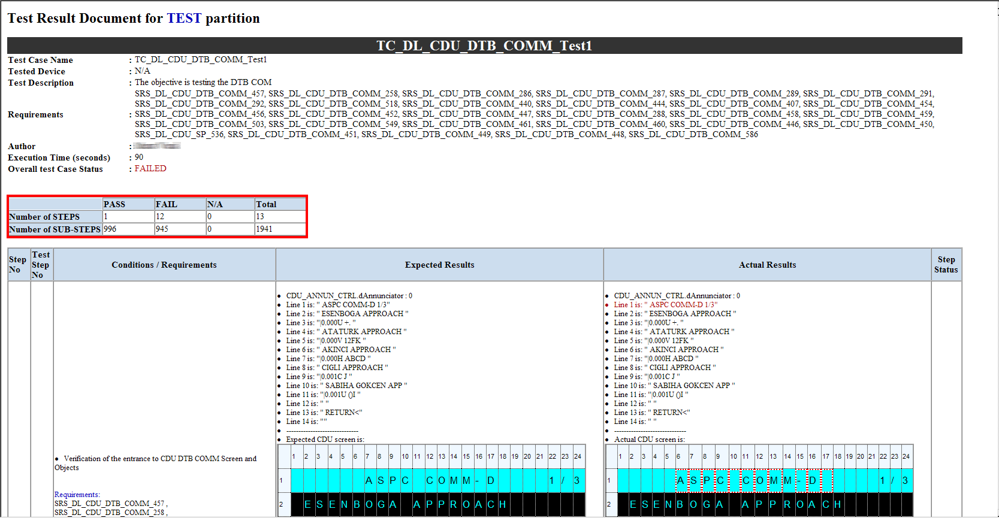 Test Result Document for TEST partition
TC_DL_CDU_DTB_COMM_Test1
Test Case Name : TC_DL_CDU_DTB_COMM_Test1
Tested Device : N/A
Test Description : The objective is testing the DTB COM
SRS_DL_CDU_DTB_COMM_457, SRS_DL_CDU_DTB_COMM_258, SRS_DL_CDU_DTB_COMM_286, SRS_DL_CDU_DTB_COMM_287, SRS_DL_CDU_DTB_COMM_289, SRS_DL_CDU_DTB_COMM_291,
SRS_DL_CDU_DTB_COMM_292, SRS_DL_CDU_DTB_COMM_518, SRS_DL_CDU_DTB_COMM_440, SRS_DL_CDU_DTB_COMM_444, SRS_DL_CDU_DTB_COMM_407, SRS_DL_CDU_DTB_COMM_454,
Requirements : SRS_DL_CDU_DTB_COMM_456, SRS_DL_CDU_DTB_COMM_452, SRS_DL_CDU_DTB_COMM_447, SRS_DL_CDU_DTB_COMM_288, SRS_DL_CDU_DTB_COMM_458, SRS_DL_CDU_DTB_COMM_459,
SRS_DL_CDU_DTB_COMM_503, SRS_DL_CDU_DTB_COMM_549, SRS_DL_CDU_DTB_COMM_461, SRS_DL_CDU_DTB_COMM_460, SRS_DL_CDU_DTB_COMM_446, SRS_DL_CDU_DTB_COMM_450,
SRS_DL_CDU_SP_536, SRS_DL_CDU_DTB_COMM_451, SRS_DL_CDU_DTB_COMM_449, SRS_DL_CDU_DTB_COMM_448, SRS_DL_CDU_DTB_COMM_586
Author :
Execution Time (seconds) : 90
Overall test Case Status : FAILED
PASS FAIL N/A Total
Number of STEPS 1 12 0 13
Number of SUB-STEPS 996 945 0 1941
Step No
Test Step No
Conditions / Requirements
Expected Results
Actual Results
Step Status
• Verification of the entrance to CDU DTB COMM Screen and
Objects
Requirements:
SRS_DL_CDU_DTB_COMM_457 ,
SRS_DL_CDU_DTB_COMM_258 ,
• CDU_ANNUN_CTRL.dAnnunciator : 0
• Line 1 is: " ASPC COMM-D 1/3"
• Line 2 is: " ESENBOGA APPROACH "
• Line 3 is: "|0.000U +. "
• Line 4 is: " ATATURK APPROACH "
• Line 5 is: "|0.000V 12FK "
• Line 6 is: " AKINCI APPROACH "
• Line 7 is: "|0.000H ABCD "
• Line 8 is: " CIGLI APPROACH "
• Line 9 is: "|0.001C J "
• Line 10 is: " SABIHA GOKCEN APP "
• Line 11 is: "|0.001U ()I "
• Line 12 is: " "
• Line 13 is: " RETURN<"
• Line 14 is: ""
• ------------------------------
• Expected CDU screen is:
1 2 3 4 5 6 7 8 9 10 11 12 13 14 15 16 17 18 19 20 21 22 23 24
1 A S P C C O M M - D 1 / 3
2 E S E N B O G A A P P R O A C H
• CDU_ANNUN_CTRL.dAnnunciator : 0
• Line 1 is: " ASPC COMM-D 1/3"
• Line 2 is: " ESENBOGA APPROACH "
• Line 3 is: "|0.000U +. "
• Line 4 is: " ATATURK APPROACH "
• Line 5 is: "|0.000V 12FK "
• Line 6 is: " AKINCI APPROACH "
• Line 7 is: "|0.000H ABCD "
• Line 8 is: " CIGLI APPROACH "
• Line 9 is: "|0.001C J "
• Line 10 is: " SABIHA GOKCEN APP "
• Line 11 is: "|0.001U ()I "
• Line 12 is: " "
• Line 13 is: " RETURN<"
• Line 14 is: " "
• ------------------------------
• Actual CDU screen is:
1 2 3 4 5 6 7 8 9 10 11 12 13 14 15 16 17 18 19 20 21 22 23 24
1 A S P C C O M M - D 1 / 3
2 E S E N B O G A A P P R O A C H